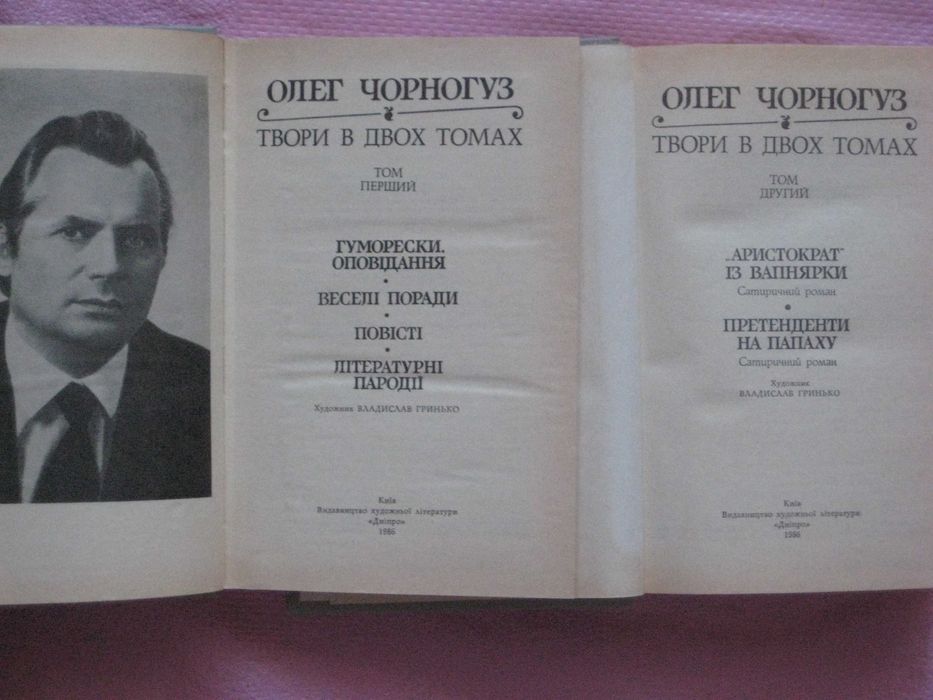 ОЛЕГ ЧОРНОГУЗ
ТВОРИ В ДВОХ ТОМАХ
ТОМ
ПЕРШИЙ
ГУМОРЕСКИ.
ОПОВІДАННЯ
•
ВЕСЕЛІ ПОРАДИ
•
ПОВІСТІ
•
ЛІТЕРАТУРНІ
ПАРОДІЇ
Художник ВЛАДИСЛАВ ГРИНЬКО
Київ
Видавництво художньої літератури
«Дніпро»
1986
ОЛЕГ ЧОРНОГУЗ
ТВОРИ В ДВОХ ТОМАХ
ТОМ
ДРУГИЙ
„АРИСТОКРАТ"
ІЗ ВАПНЯРКИ
Сатиричний роман
•
ПРЕТЕНДЕНТИ
НА ПАПАХУ
Сатиричний роман
Художник
ВЛАДИСЛАВ ГРИНЬКО
Київ
Видавництво художньої літератури
«Дніпро»
1986